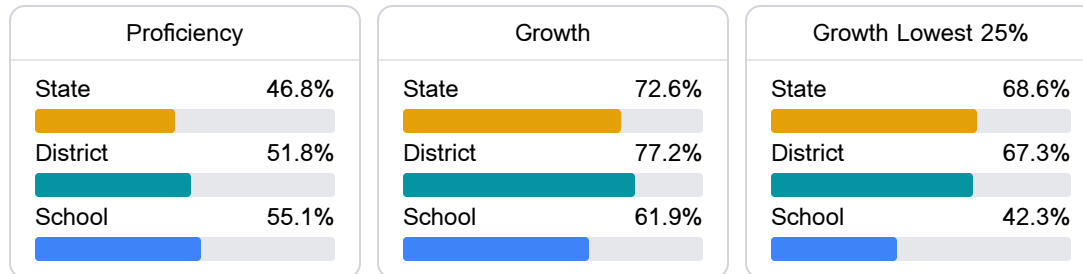 Proficiency
State 46.8%
District 51.8%
School 55.1%
Growth
State 72.6%
District 77.2%
School 61.9%
Growth Lowest 25%
State 68.6%
District 67.3%
School 42.3%